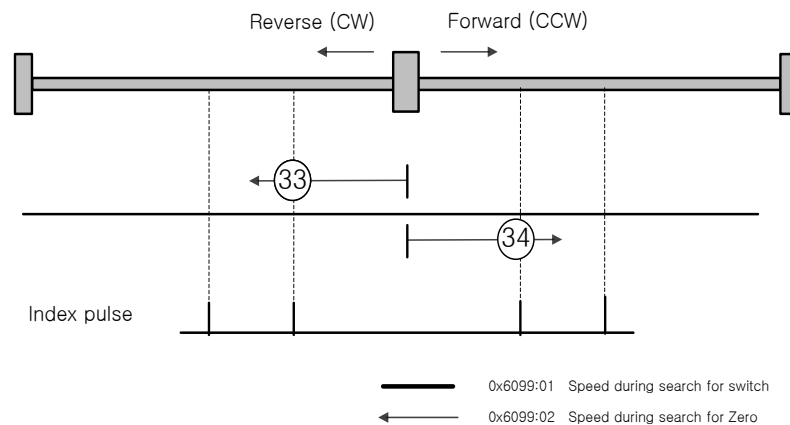 Reverse (CW) Forward (CCW)
33
34
Index pulse
0x6099:01 Speed during search for switch
0x6099:02 Speed during search for Zero